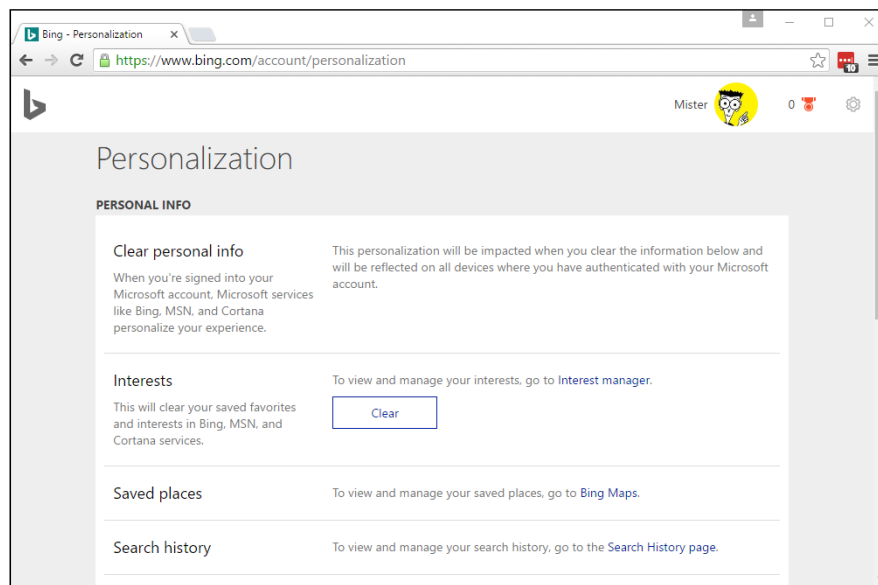 Bing - Personalization
https://www.bing.com/account/personalization
10
Mister
0
Personalization
PERSONAL INFO
Clear personal info
When you're signed into your
Microsoft account, Microsoft services
like Bing, MSN, and Cortana
personalize your experience.
This personalization will be impacted when you clear the information below and
will be reflected on all devices where you have authenticated with your Microsoft
account.
Interests
This will clear your saved favorites
and interests in Bing, MSN, and
Cortana services.
To view and manage your interests, go to Interest manager.
Clear
Saved places
To view and manage your saved places, go to Bing Maps.
Search history
To view and manage your search history, go to the Search History page.